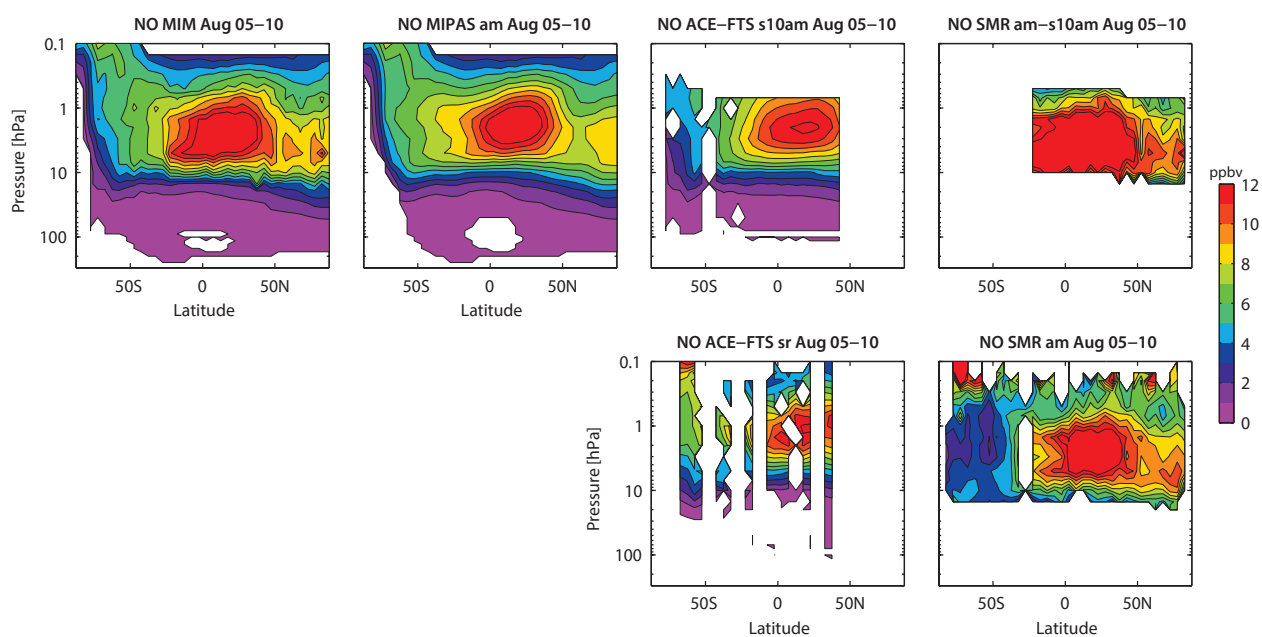 NO MIM Aug 05−10
NO MIPAS am Aug 05−10
NO ACE−FTS s10am Aug 05−10
NO SMR am−s10am Aug 05−10
Pressure [hPa]
0.1
1
10
100
50S 0 50N
Latitude
50S 0 50N
Latitude
50S 0 50N
50S 0 50N
ppbv
12
10
8
6
4
2
0
NO ACE−FTS sr Aug 05−10
NO SMR am Aug 05−10
Pressure [hPa]
0.1
1
10
100
50S 0 50N
Latitude
50S 0 50N
Latitude